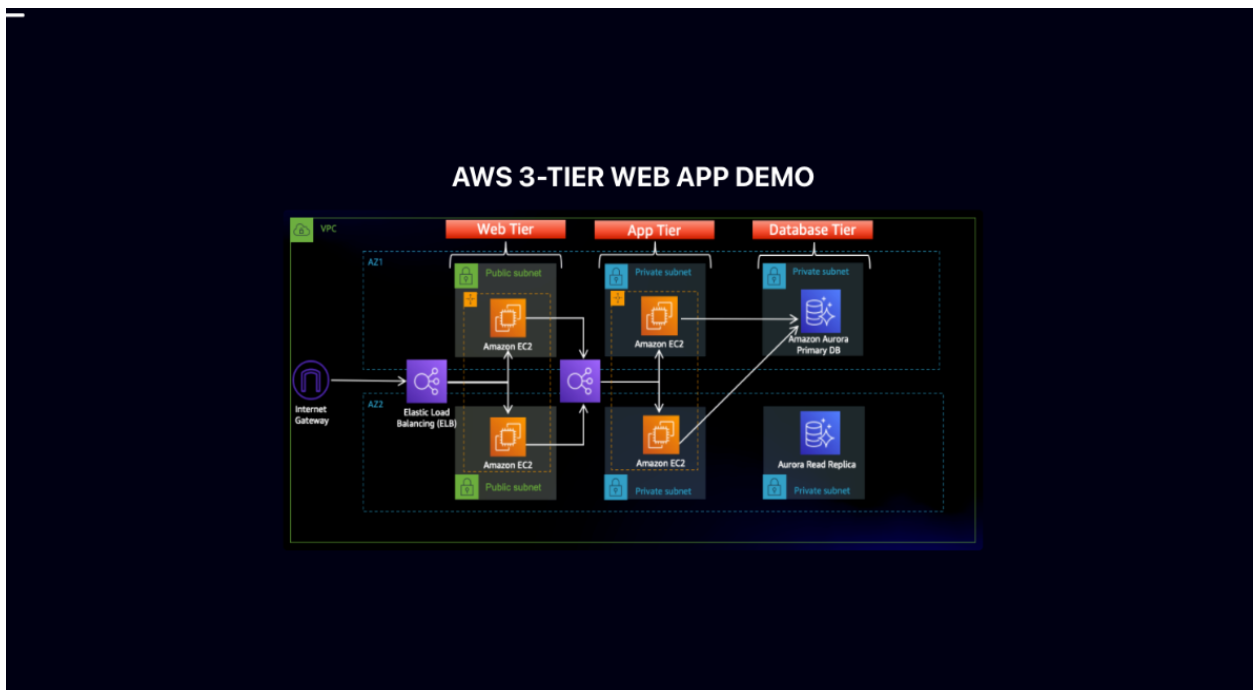 AWS 3-TIER WEB APP DEMO
VPC
Web Tier
App Tier
Database Tier
AZ1
Public subnet
Private subnet
Private subnet
Amazon EC2
Amazon EC2
Amazon Aurora
Primary DB
Internet
Gateway
Elastic Load
Balancing (ELB)
AZ2
Amazon EC2
Amazon EC2
Aurora Read Replica
Public subnet
Private subnet
Private subnet